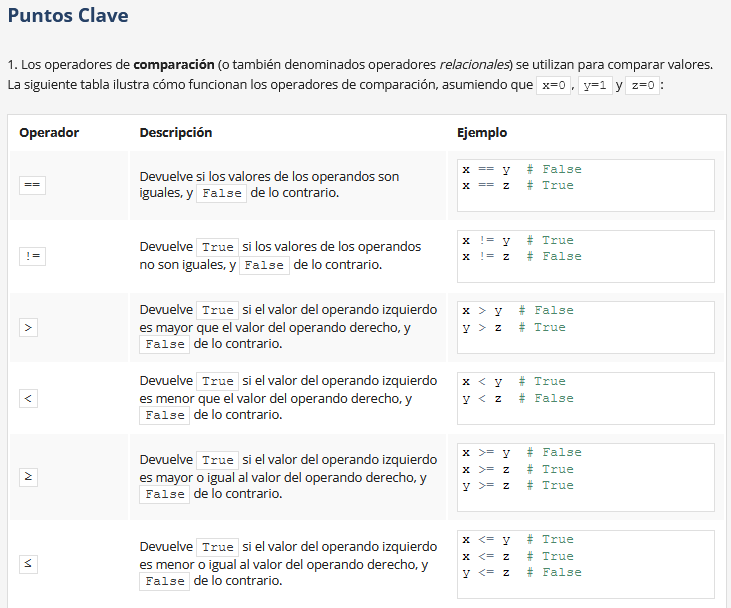 Puntos Clave
1. Los operadores de comparación (o también denominados operadores relacionales) se utilizan para comparar valores.
La siguiente tabla ilustra cómo funcionan los operadores de comparación, asumiendo que x=0, y=1 y z=0:
Operador Descripción Ejemplo
==
Devuelve si los valores de los operandos son
iguales, y False de lo contrario.
x == y # False
x == z # True
!=
Devuelve True si los valores de los operandos
no son iguales, y False de lo contrario.
x != y # True
x != z # False
>
Devuelve True si el valor del operando izquierdo
es mayor que el valor del operando derecho, y
False de lo contrario.
x > y # False
y > z # True
<
Devuelve True si el valor del operando izquierdo
es menor que el valor del operando derecho, y
False de lo contrario.
x < y # True
y < z # False
≥
Devuelve True si el valor del operando izquierdo
es mayor o igual al valor del operando derecho, y
False de lo contrario.
x >= y # False
x >= z # True
y >= z # True
≤
Devuelve True si el valor del operando izquierdo
es menor o igual al valor del operando derecho, y
False de lo contrario.
x <= y # True
x <= z # True
y <= z # False